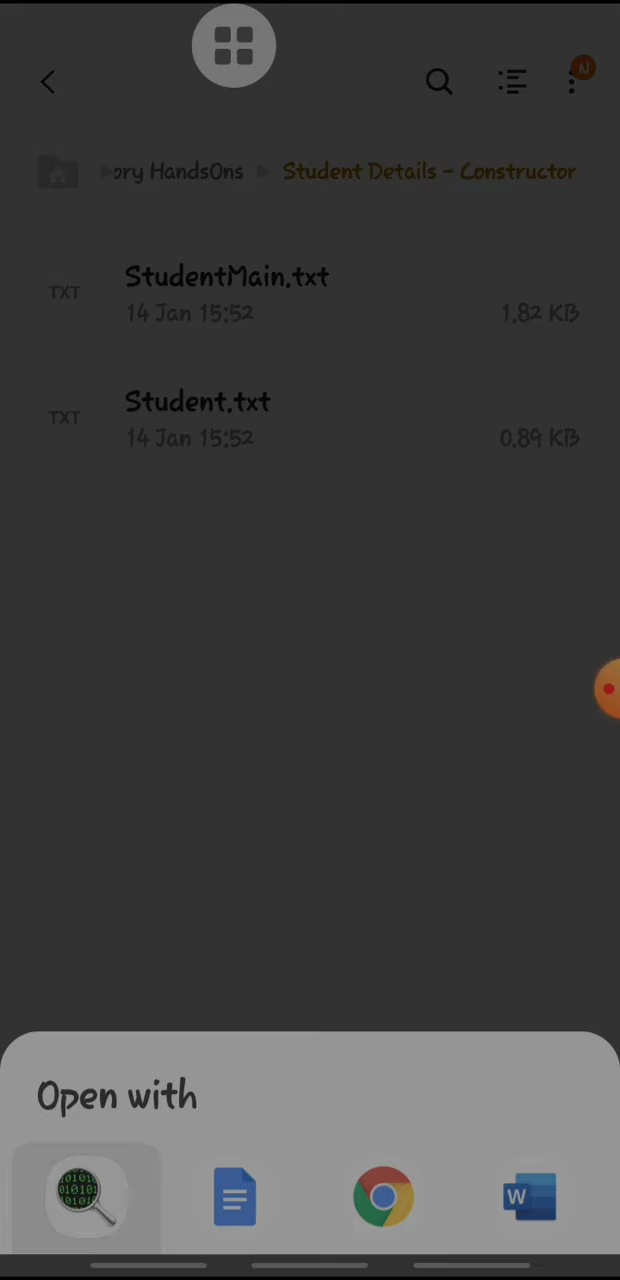 N
ory HandsOns Student Details - Constructor
TXT
StudentMain.txt
14 Jan 15:52 1.82 KB
TXT
Student.txt
14 Jan 15:52 0.89 KB
Open with
W